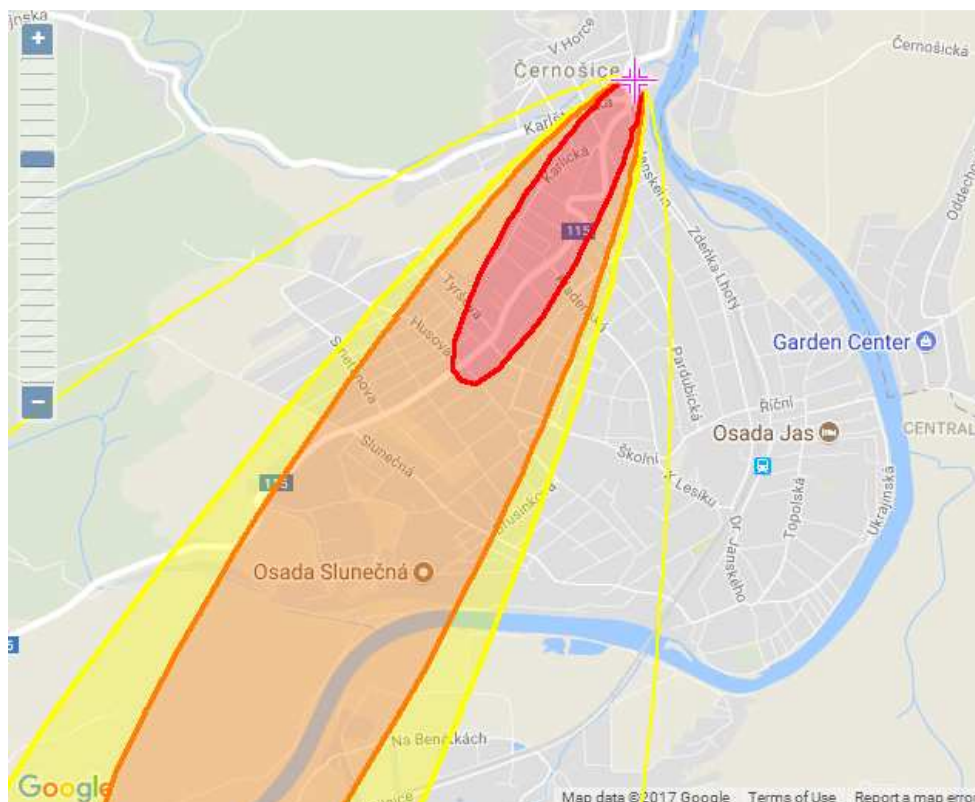 V Horce
Černošická
Černošice
Karlická
115
Zdeňka Lhoty
Tyršova
Husova
Garden Center
Pardubická
Říční
Osada Jas
CENTRAL
Školní
K Lesíku
Slunečná
115
Topolská
Ukrajinská
Dr. Janského
Osada Slunečná
Na Benátkách
Google
Map data ©2017 Google Terms of Use Report a map error